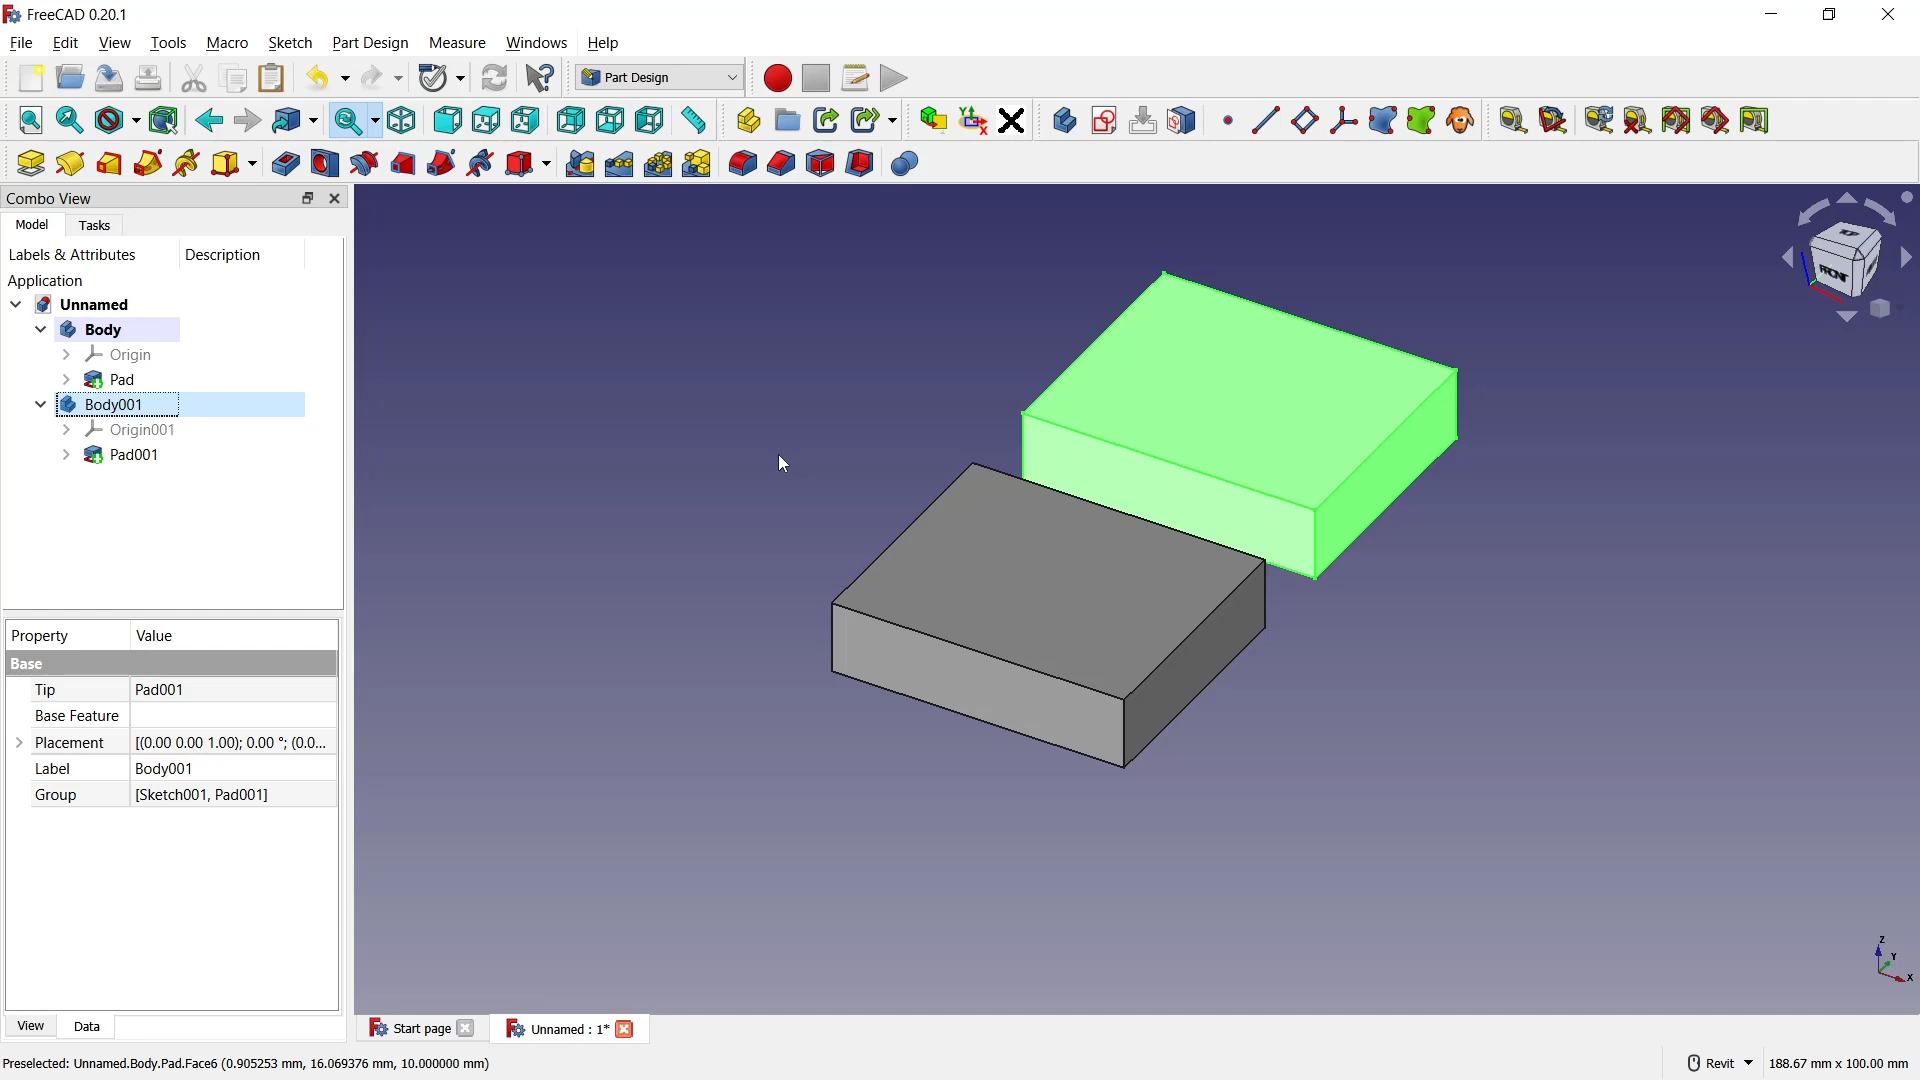 FreeCAD 0.20.1
File Edit View Tools Macro Sketch Part Design Measure Windows Help
Part Design
Combo View
Model Tasks
Labels & Attributes Description
Application
Unnamed
Body
Origin
Pad
Body001
Origin001
Pad001
TOP
FRONT
Property Value
Base
Tip Pad001
Base Feature
Placement [(0.00 0.00 1.00); 0.00 °; (0.0...
Label Body001
Group [Sketch001, Pad001]
Z
Y
X
View Data
Start page Unnamed : 1*
Preselected: Unnamed.Body.Pad.Face6 (0.905253 mm, 16.069376 mm, 10.000000 mm)
Revit 188.67 mm x 100.00 mm